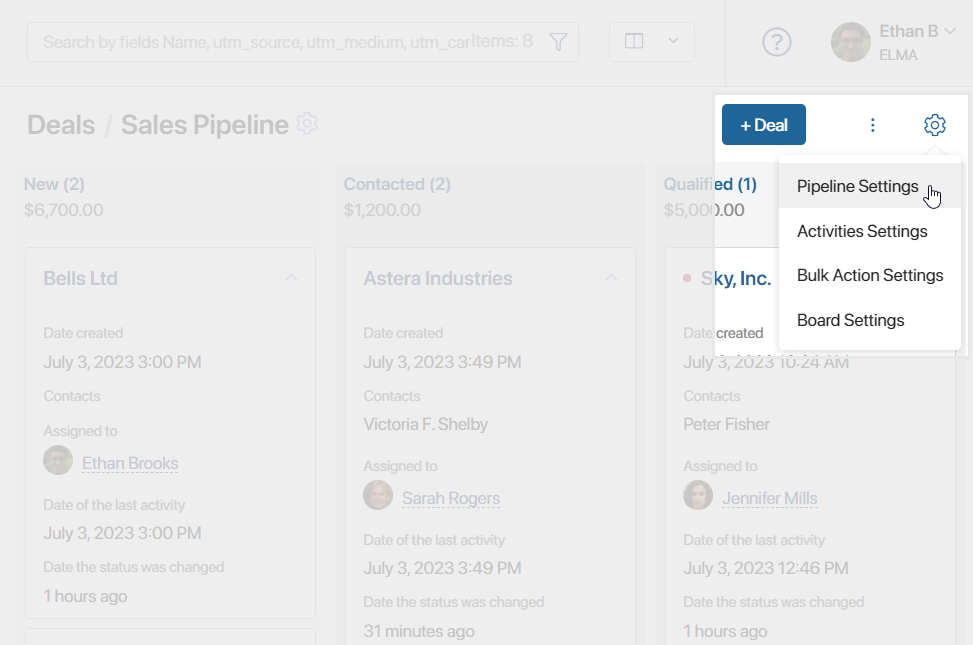 Search by fields Name, utm_source, utm_medium, utm_car Items: 8
?
Ethan B
ELMA
Deals / Sales Pipeline
+ Deal
Pipeline Settings
Activities Settings
Bulk Action Settings
Board Settings
New (2)
$6,700.00
Bells Ltd
Date created
July 3, 2023 3:00 PM
Contacts
Assigned to
Ethan Brooks
Date of the last activity
July 3, 2023 3:00 PM
Date the status was changed
1 hours ago
Contacted (2)
$1,200.00
Astera Industries
Date created
July 3, 2023 3:49 PM
Contacts
Victoria F. Shelby
Assigned to
Sarah Rogers
Date of the last activity
July 3, 2023 3:49 PM
Date the status was changed
31 minutes ago
Qualified (1)
$5,000.00
Sky, Inc.
Date created
July 3, 2023 10:24 AM
Contacts
Peter Fisher
Assigned to
Jennifer Mills
Date of the last activity
July 3, 2023 12:46 PM
Date the status was changed
1 hours ago